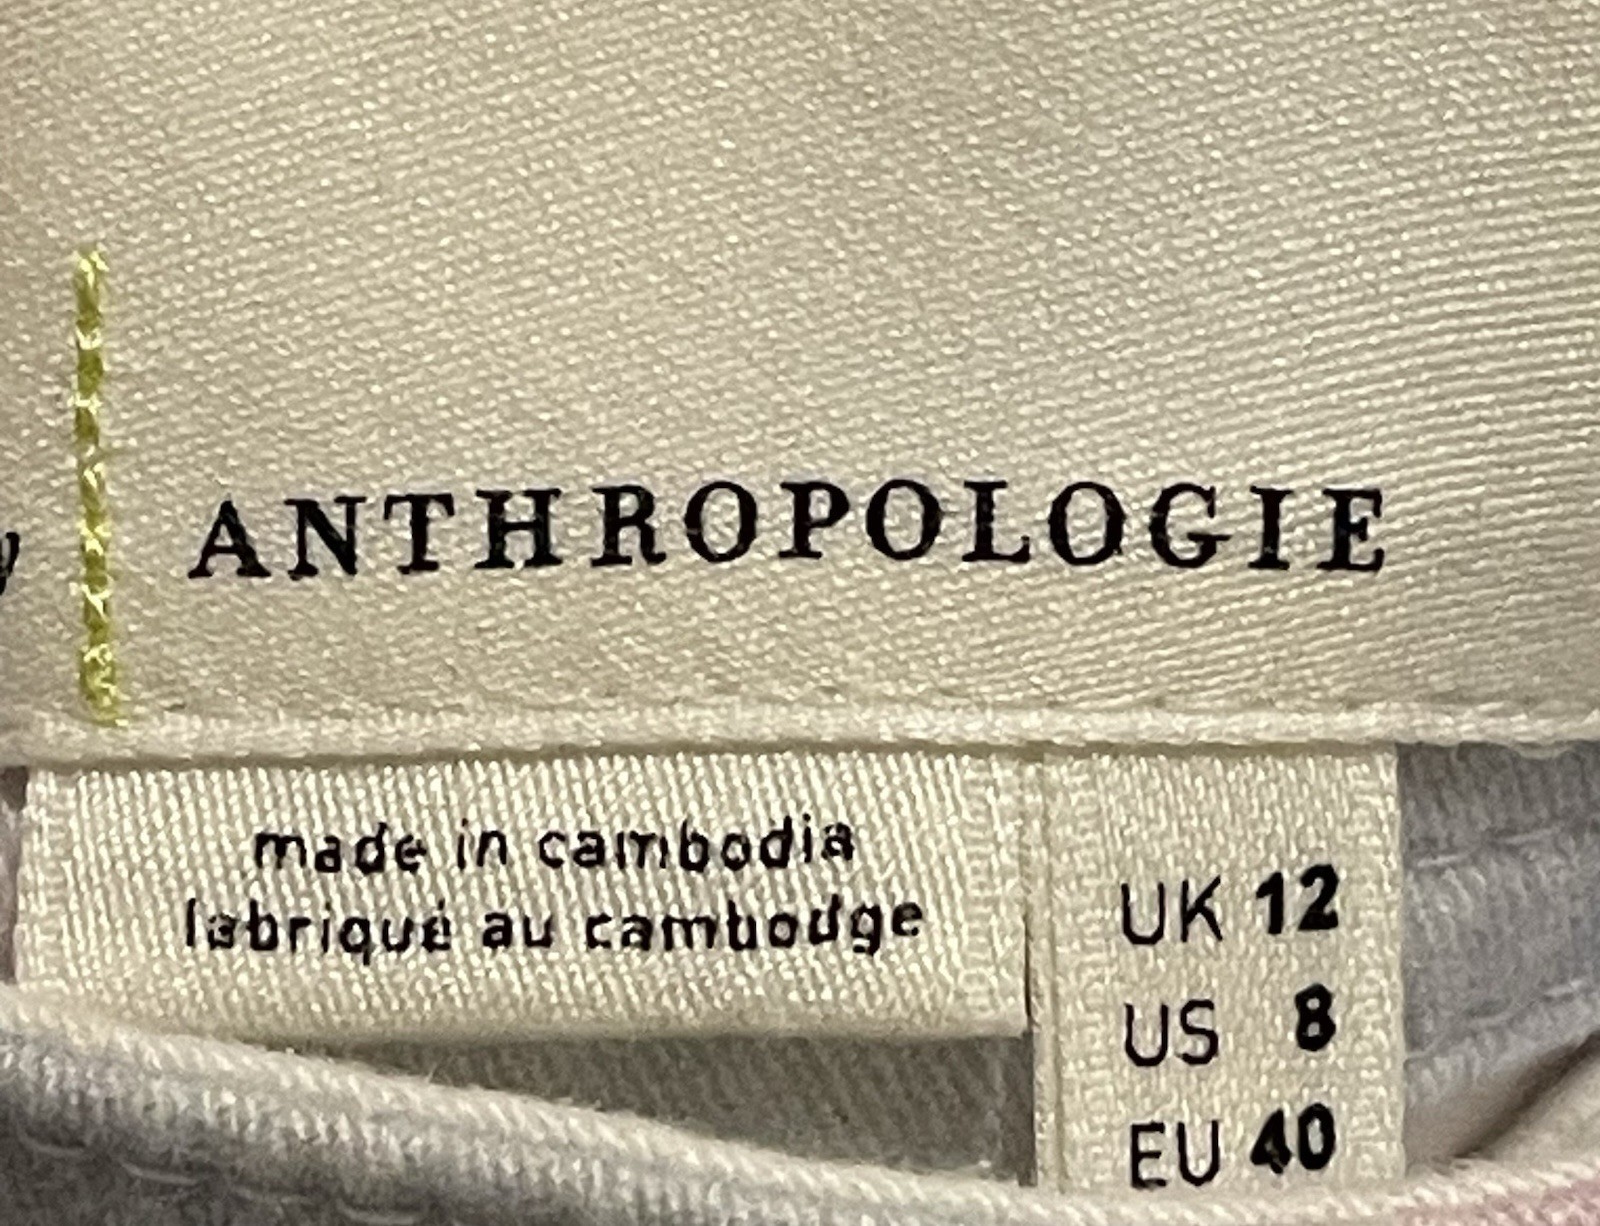 ANTHROPOLOGIE
made in cambodia
fabriqué au cambodge
UK 12
US 8
EU 40